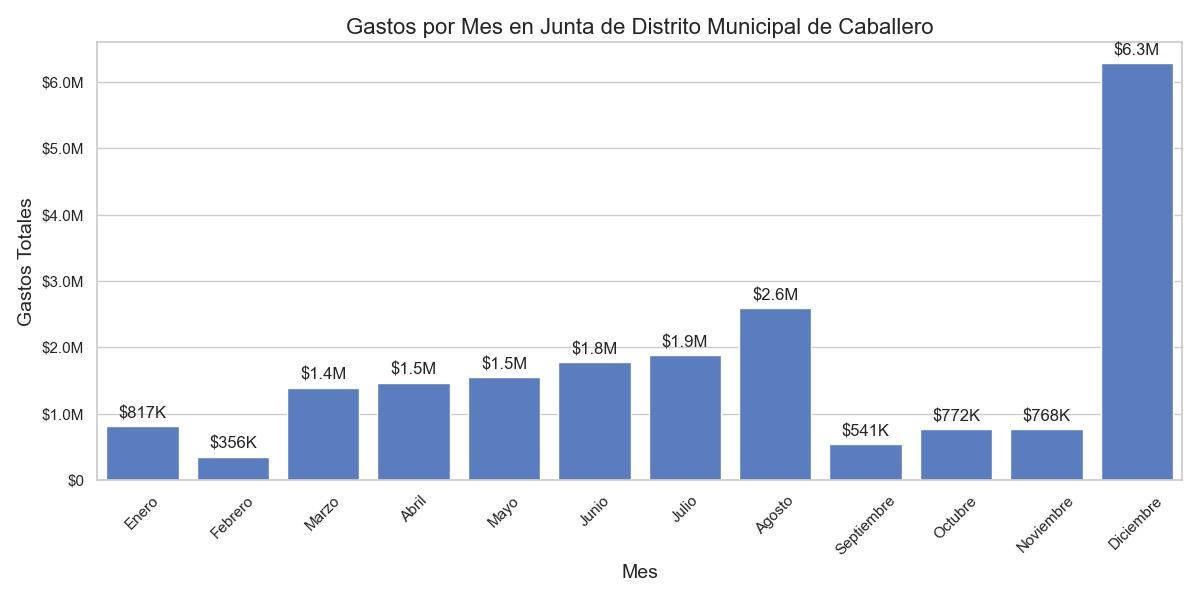 Gastos por Mes en Junta de Distrito Municipal de Caballero
Gastos Totales
$6.0M
$5.0M
$4.0M
$3.0M
$2.0M
$1.0M
$0
$817K
$356K
$1.4M
$1.5M
$1.5M
$1.8M
$1.9M
$2.6M
$541K
$772K
$768K
$6.3M
Enero
Febrero
Marzo
Abril
Mayo
Junio
Julio
Agosto
Septiembre
Octubre
Noviembre
Diciembre
Mes